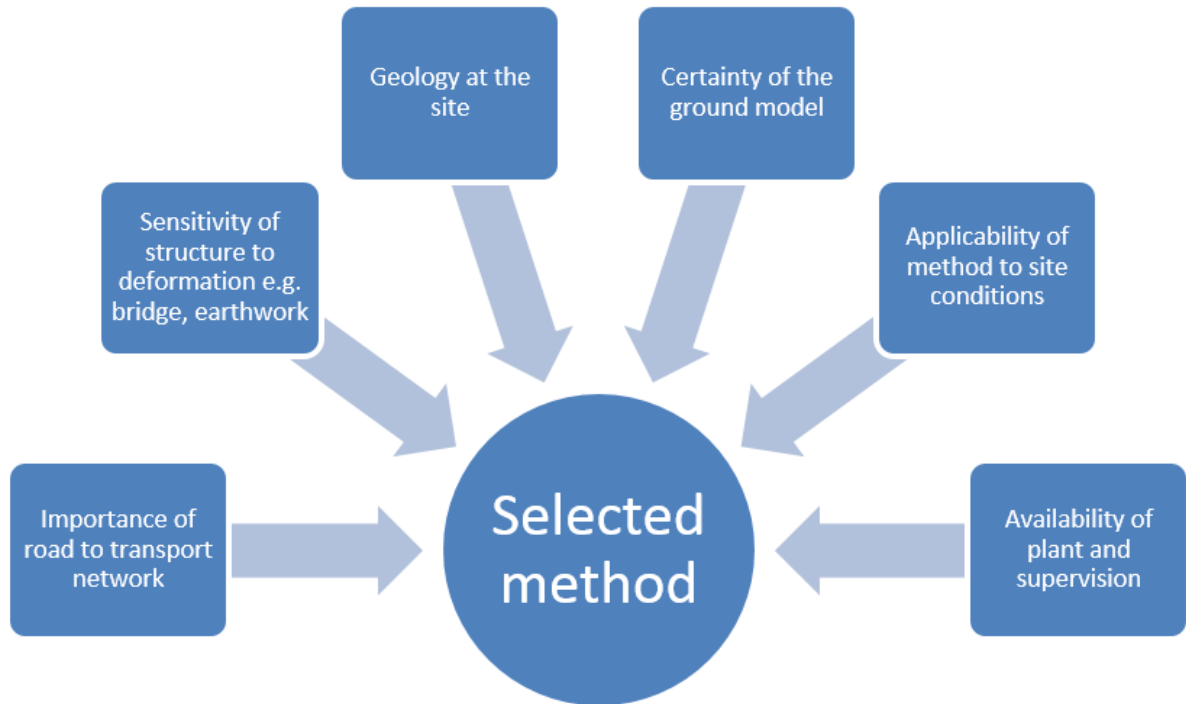 Geology at the
site
Certainty of the
ground model
Sensitivity of
structure to
deformation e.g.
bridge, earthwork
Applicability of
method to site
conditions
Importance of
road to transport
network
Selected
method
Availability of
plant and
supervision